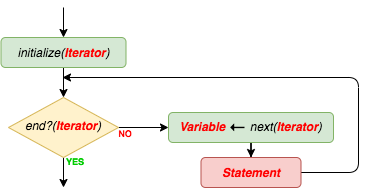 initialize(Iterator)
end?(Iterator)
NO
Variable ← next(Iterator)
YES
Statement